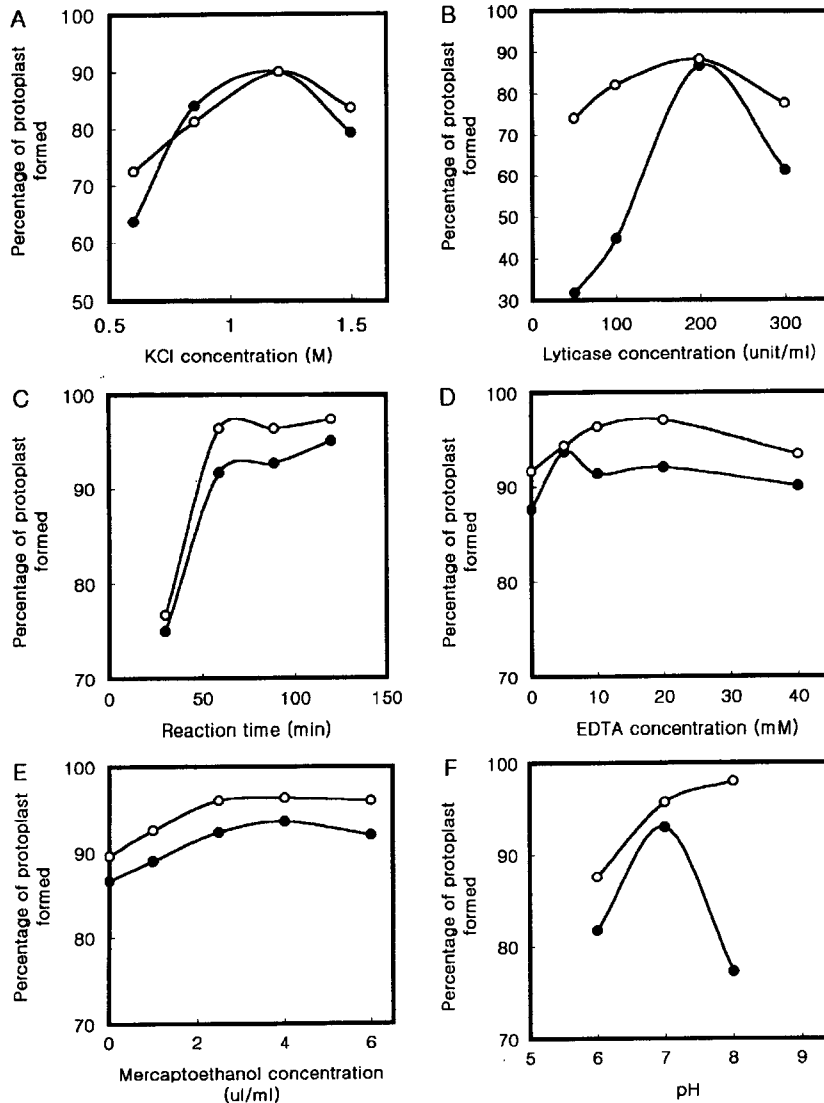 A
Percentage of protoplast
formed
100
90
80
70
60
50
0.5
1
1.5
KCl concentration (M)
B
Percentage of protoplast
formed
100
90
80
70
60
50
40
30
0
100
200
300
Lyticase concentration (unit/ml)
C
Percentage of protoplast
formed
100
90
80
70
0
50
100
150
Reaction time (min)
D
Percentage of protoplast
formed
100
90
80
70
0
10
20
30
40
EDTA concentration (mM)
E
Percentage of protoplast
formed
100
90
80
70
0
2
4
6
Mercaptoethanol concentration
(ul/ml)
F
Percentage of protoplast
formed
100
90
80
70
5
6
7
8
9
pH